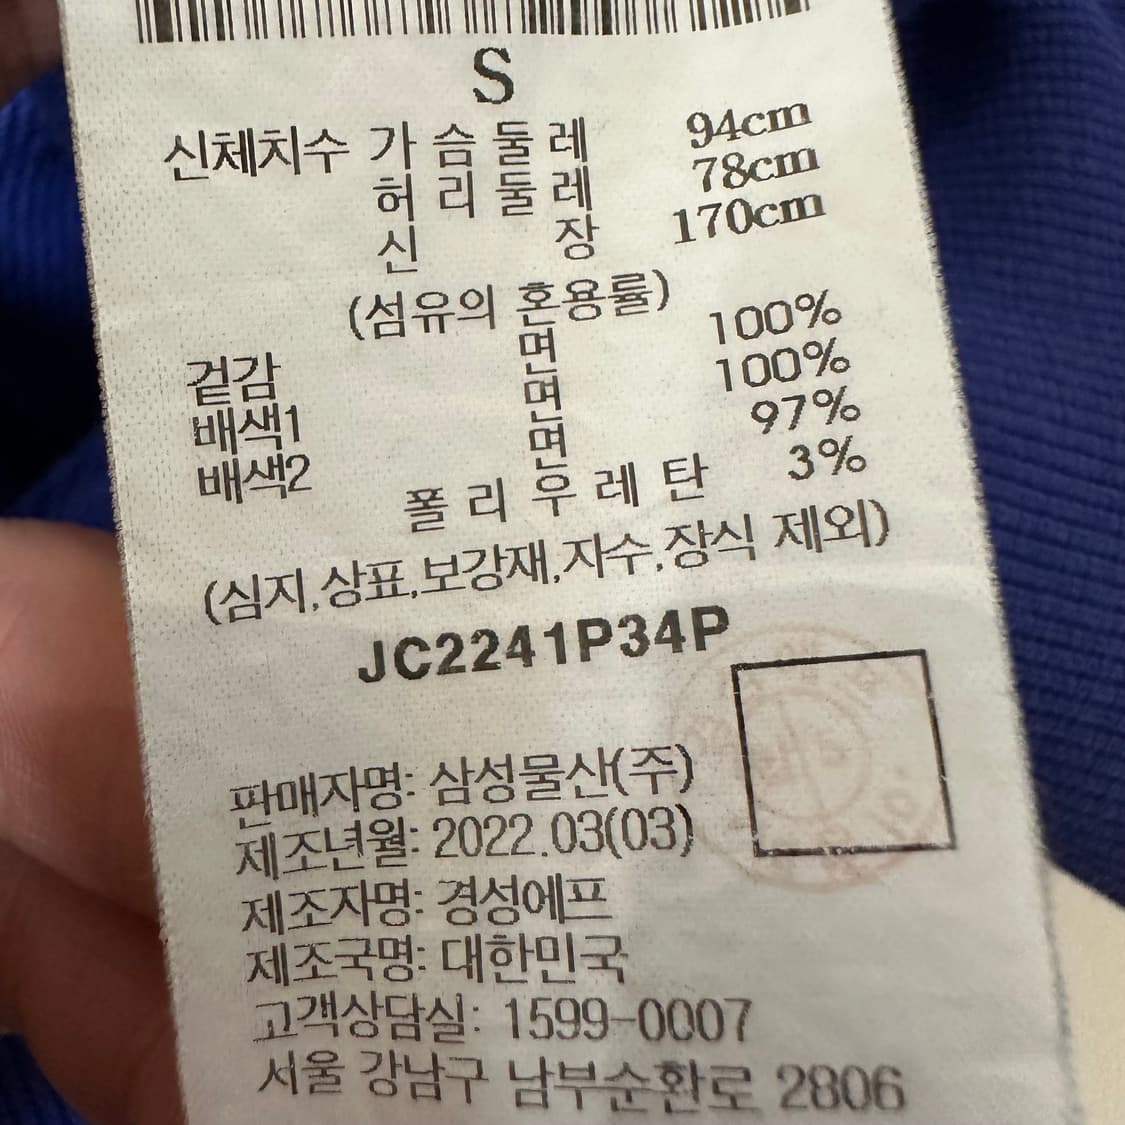 S
신체치수 가슴둘레 94cm
허리둘레 78cm
신장 170cm
(섬유의 혼용률)
겉감 면 100%
배색1 면 100%
배색2 면 97%
폴리우레탄 3%
(심지,상표,보강재,자수,장식 제외)
JC2241P34P
판매자명: 삼성물산(주)
제조년월: 2022.03(03)
제조자명: 경성에프
제조국명: 대한민국
고객상담실: 1599-0007
서울 강남구 남부순환로 2806